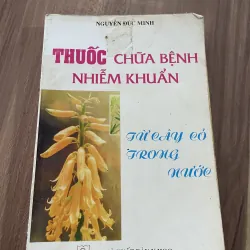 NGUYỄN ĐỨC MINH
THUỐC CHỮA BỆNH
NHIỄM KHUẨN
TỪ CÂY CỎ
TRONG
NƯỚC